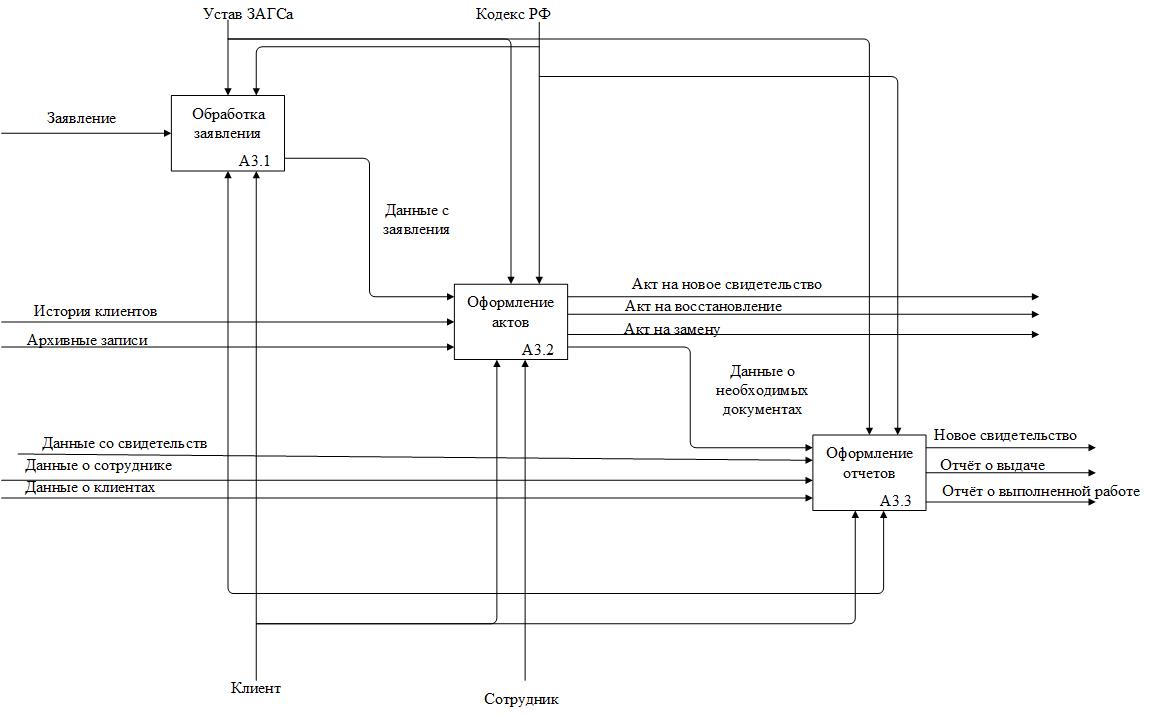 Устав ЗАГСа
Кодекс РФ
Заявление
Обработка
заявления
А3.1
Данные с
заявления
История клиентов
Архивные записи
Оформление
актов
А3.2
Акт на новое свидетельство
Акт на восстановление
Акт на замену
Данные о
необходимых
документах
Данные со свидетельств
Данные о сотруднике
Данные о клиентах
Оформление
отчетов
А3.3
Новое свидетельство
Отчёт о выдаче
Отчёт о выполненной работе
Клиент
Сотрудник